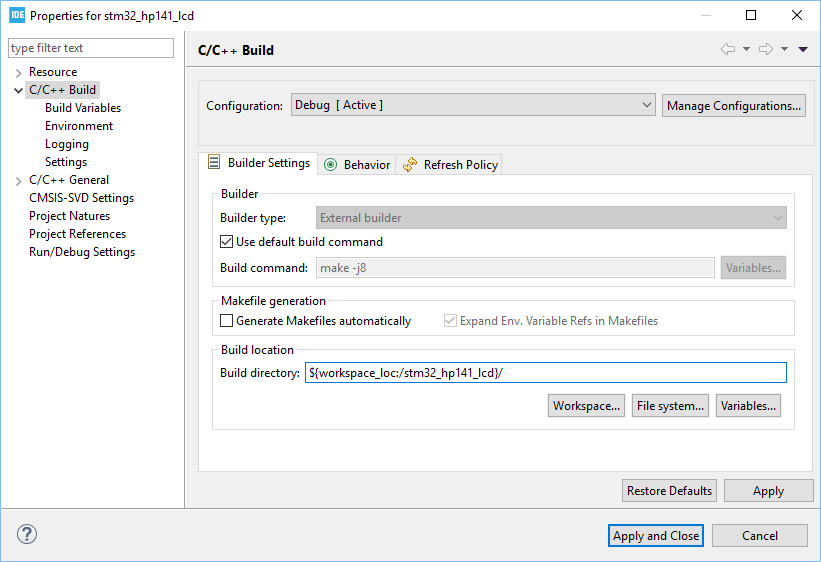 IDE Properties for stm32_hp141_lcd
type filter text
Resource
C/C++ Build
Build Variables
Environment
Logging
Settings
C/C++ General
CMSIS-SVD Settings
Project Natures
Project References
Run/Debug Settings
C/C++ Build
Configuration: Debug [ Active ] Manage Configurations...
Builder Settings Behavior Refresh Policy
Builder
Builder type: External builder
Use default build command
Build command: make -j8 Variables...
Makefile generation
Generate Makefiles automatically Expand Env. Variable Refs in Makefiles
Build location
Build directory: ${workspace_loc:/stm32_hp141_lcd}/
Workspace... File system... Variables...
Restore Defaults Apply
? Apply and Close Cancel